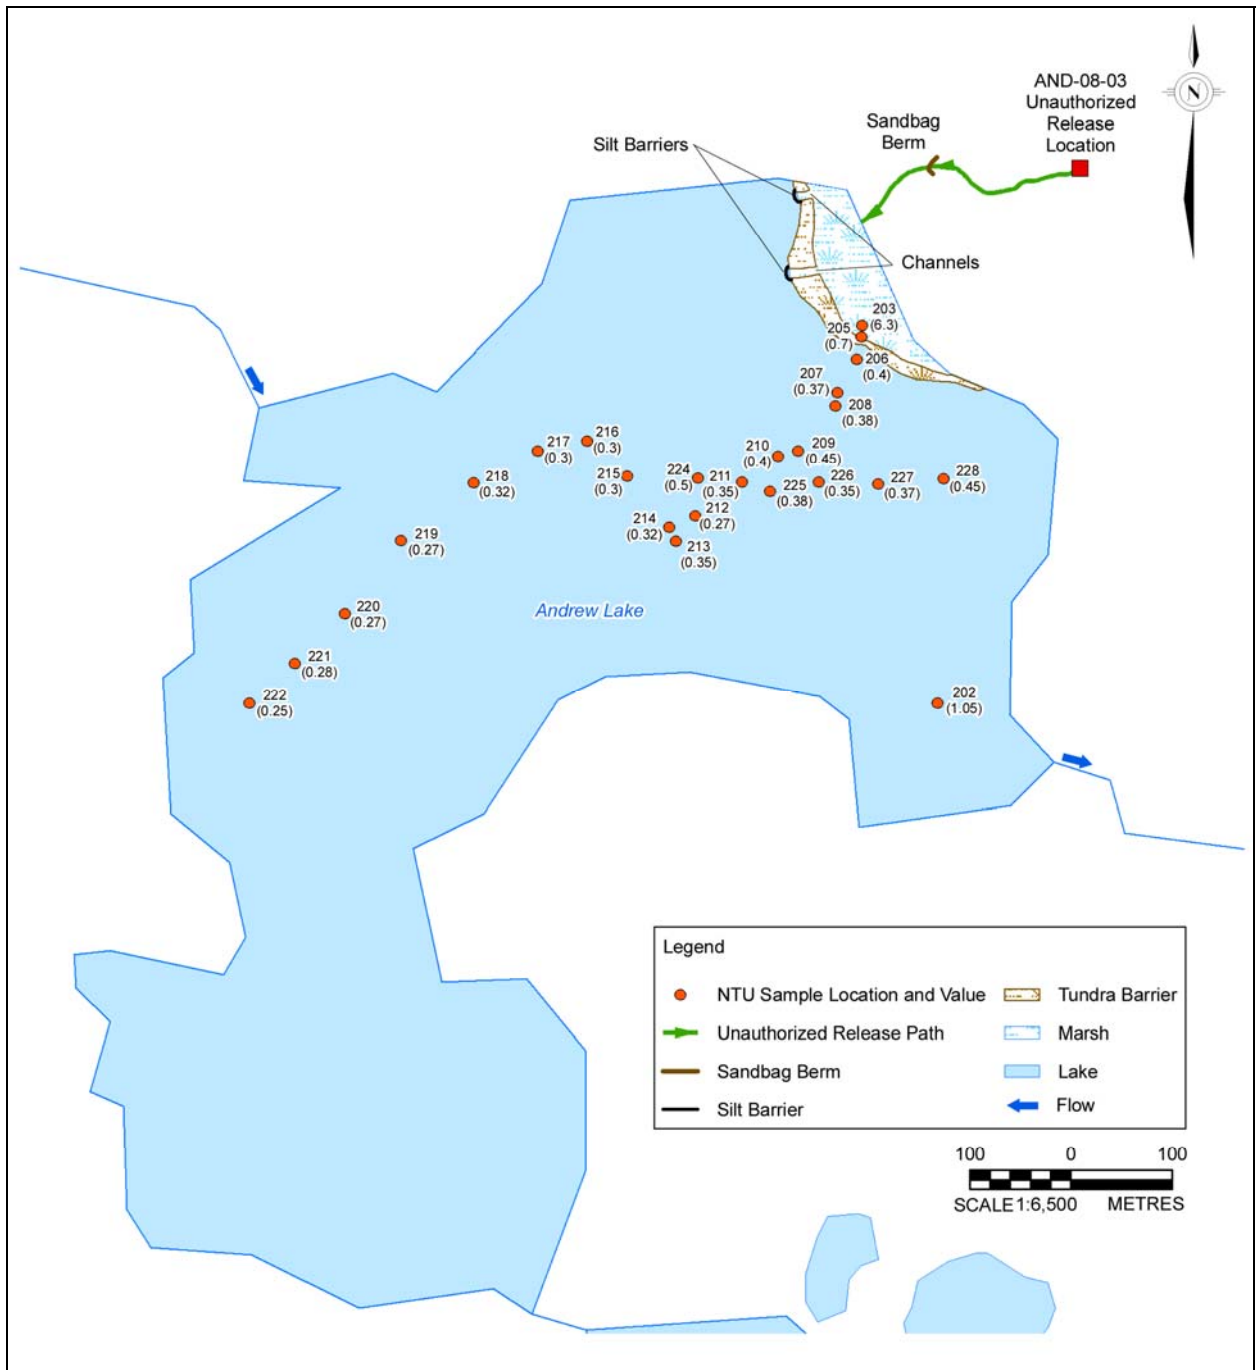 AND-08-03
Unauthorized
Release
Location
N
Sandbag
Berm
Silt Barriers
Channels
203
(6.3)
205
(0.7)
206
(0.4)
207
(0.37)
208
(0.38)
209
(0.45)
210
(0.4)
216
(0.3)
217
(0.3)
215
(0.3)
224
(0.5)
211
(0.35)
225
(0.38)
226
(0.35)
227
(0.37)
228
(0.45)
218
(0.32)
212
(0.27)
214
(0.32)
213
(0.35)
219
(0.27)
Andrew Lake
220
(0.27)
221
(0.28)
222
(0.25)
202
(1.05)
Legend
NTU Sample Location and Value
Unauthorized Release Path
Sandbag Berm
Silt Barrier
Tundra Barrier
Marsh
Lake
Flow
100 0 100
SCALE 1:6,500 METRES